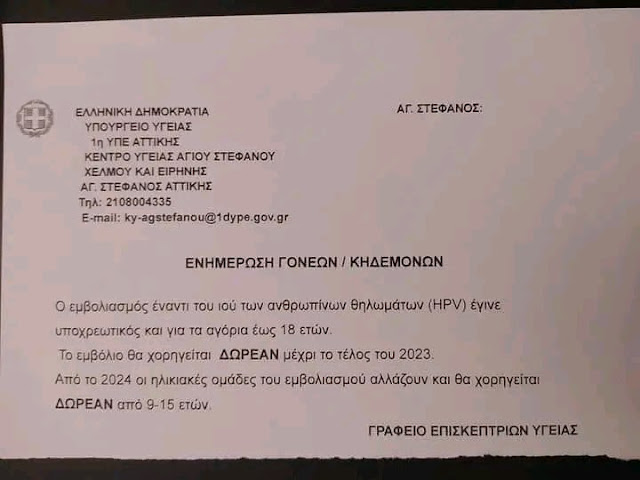 ΕΛΛΗΝΙΚΗ ΔΗΜΟΚΡΑΤΙΑ
ΑΓ. ΣΤΕΦΑΝΟΣ:
ΥΠΟΥΡΓΕΙΟ ΥΓΕΙΑΣ
1η ΥΠΕ ΑΤΤΙΚΗΣ
ΚΕΝΤΡΟ ΥΓΕΙΑΣ ΑΓΙΟΥ ΣΤΕΦΑΝΟΥ
ΧΕΛΜΟΥ ΚΑΙ ΕΙΡΗΝΗΣ
ΑΓ. ΣΤΕΦΑΝΟΣ ΑΤΤΙΚΗΣ
Τηλ: 2108004335
E-mail: ky-agstefanou@1dype.gov.gr
ΕΝΗΜΕΡΩΣΗ ΓΟΝΕΩΝ / ΚΗΔΕΜΟΝΩΝ
Ο εμβολιασμός έναντι του ιού των ανθρωπίνων θηλωμάτων (HPV) έγινε
υποχρεωτικός και για τα αγόρια έως 18 ετών.
Το εμβόλιο θα χορηγείται ΔΩΡΕΑΝ μέχρι το τέλος του 2023.
Από το 2024 οι ηλικιακές ομάδες του εμβολιασμού αλλάζουν και θα χορηγείται
ΔΩΡΕΑΝ από 9-15 ετών.
ΓΡΑΦΕΙΟ ΕΠΙΣΚΕΠΤΡΙΩΝ ΥΓΕΙΑΣ